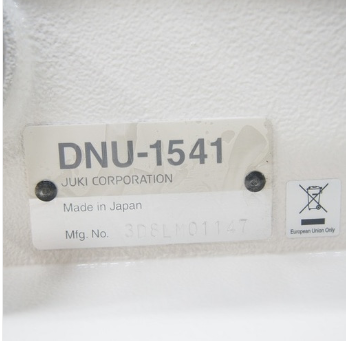 DNU-1541
JUKI CORPORATION
Made in Japan
Mfg. No.
European Union Only